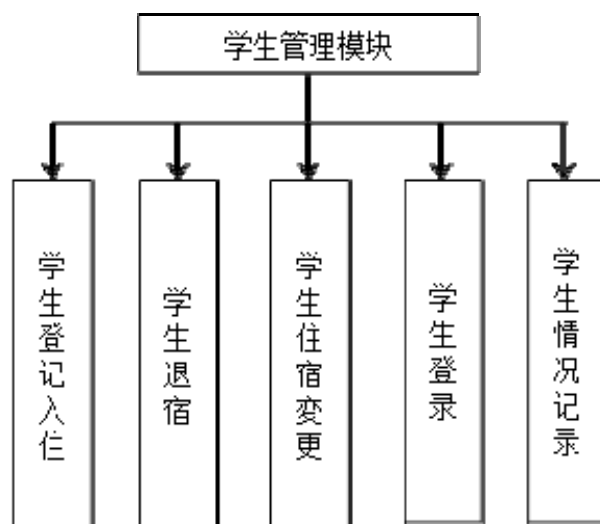 学生管理模块
学生登记入住
学生退宿
学生住宿変更
学生登录
学生情况记录